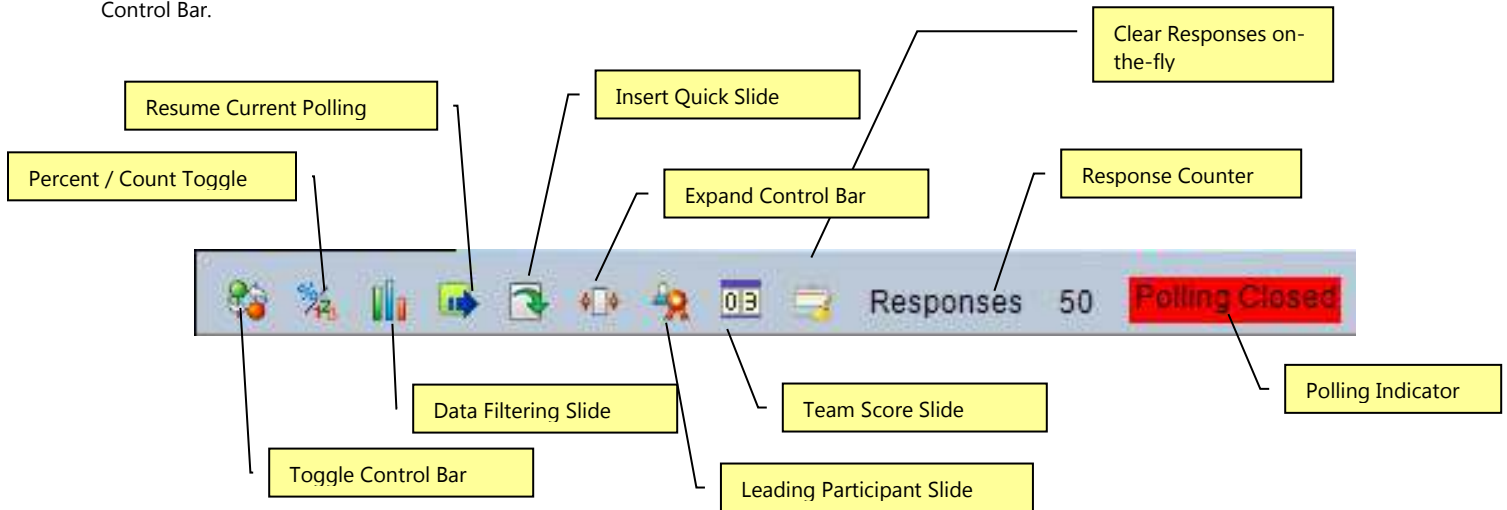 Control Bar.
Clear Responses on-
the-fly
Resume Current Polling
Insert Quick Slide
Percent / Count Toggle
Expand Control Bar
Response Counter
0 3
Responses 50 Polling Closed
Data Filtering Slide
Team Score Slide
Polling Indicator
Toggle Control Bar
Leading Participant Slide